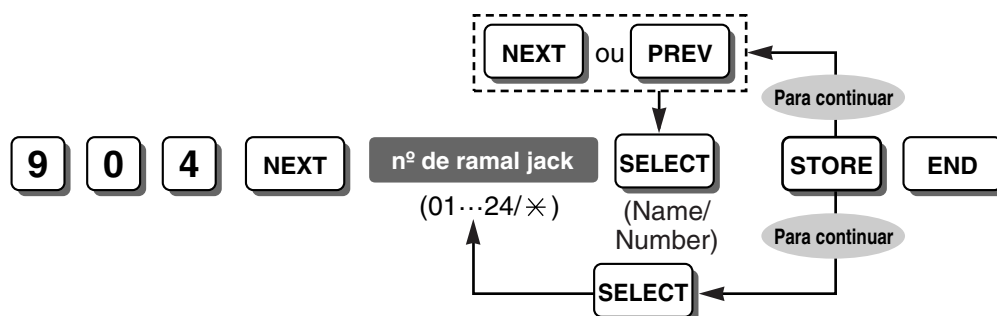 NEXT ou PREV
Para continuar
9 0 4 NEXT nº de ramal jack SELECT STORE END
(01···24/✳)
(Name/
Number)
Para continuar
SELECT